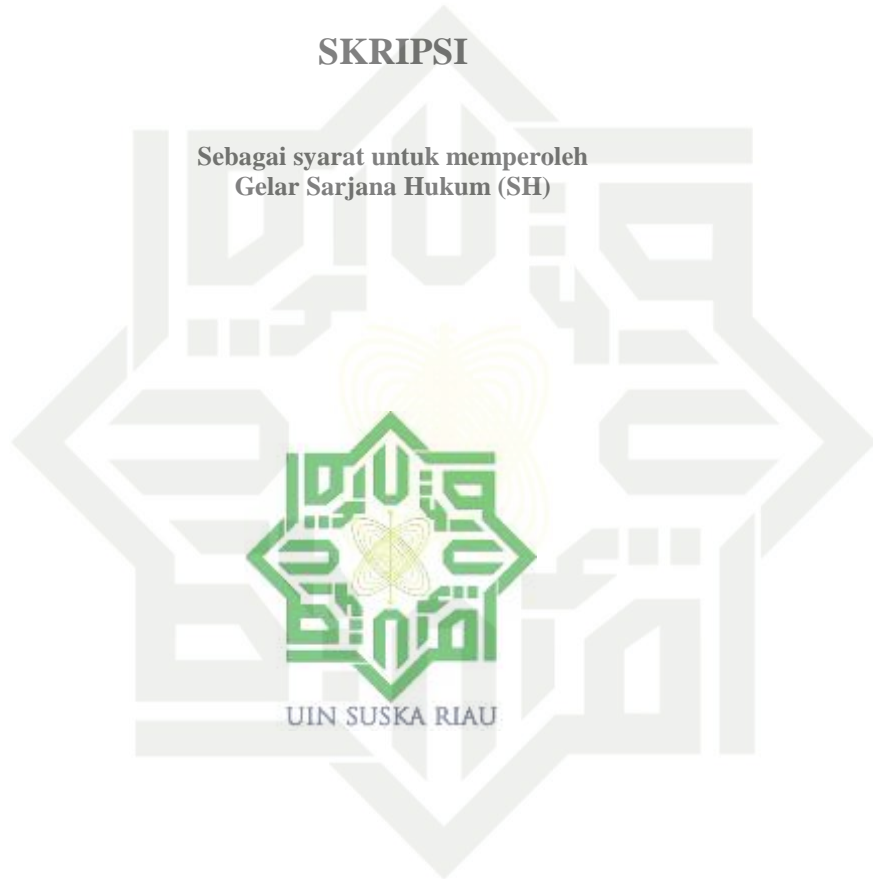 SKRIPSI
Sebagai syarat untuk memperoleh
Gelar Sarjana Hukum (SH)
UIN SUSKA RIAU